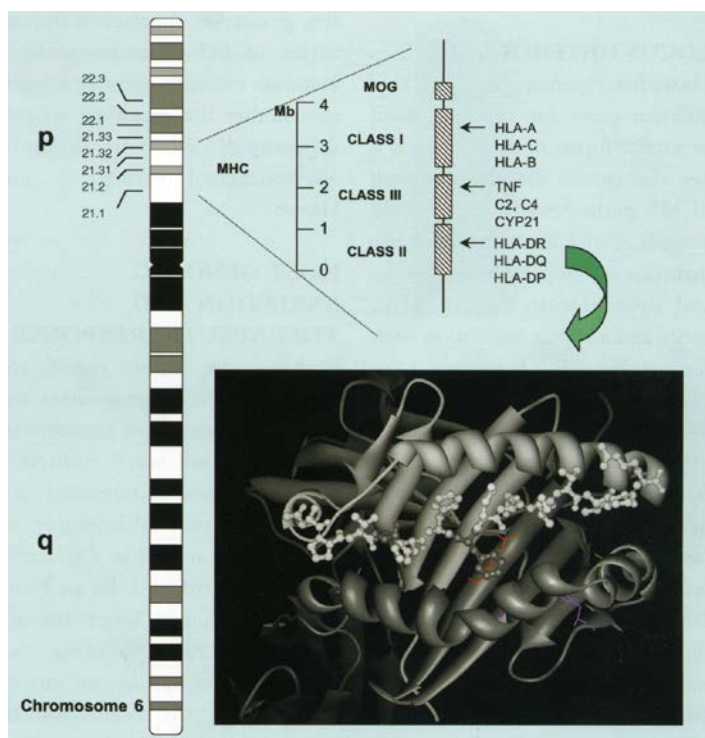 22.3
22.2
22.1
21.33
21.32
21.31
21.2
21.1
p
q
Chromosome 6
MHC
Mb
4
3
2
1
0
MOG
CLASS I
CLASS III
CLASS II
HLA-A
HLA-C
HLA-B
TNF
C2, C4
CYP21
HLA-DR
HLA-DQ
HLA-DP